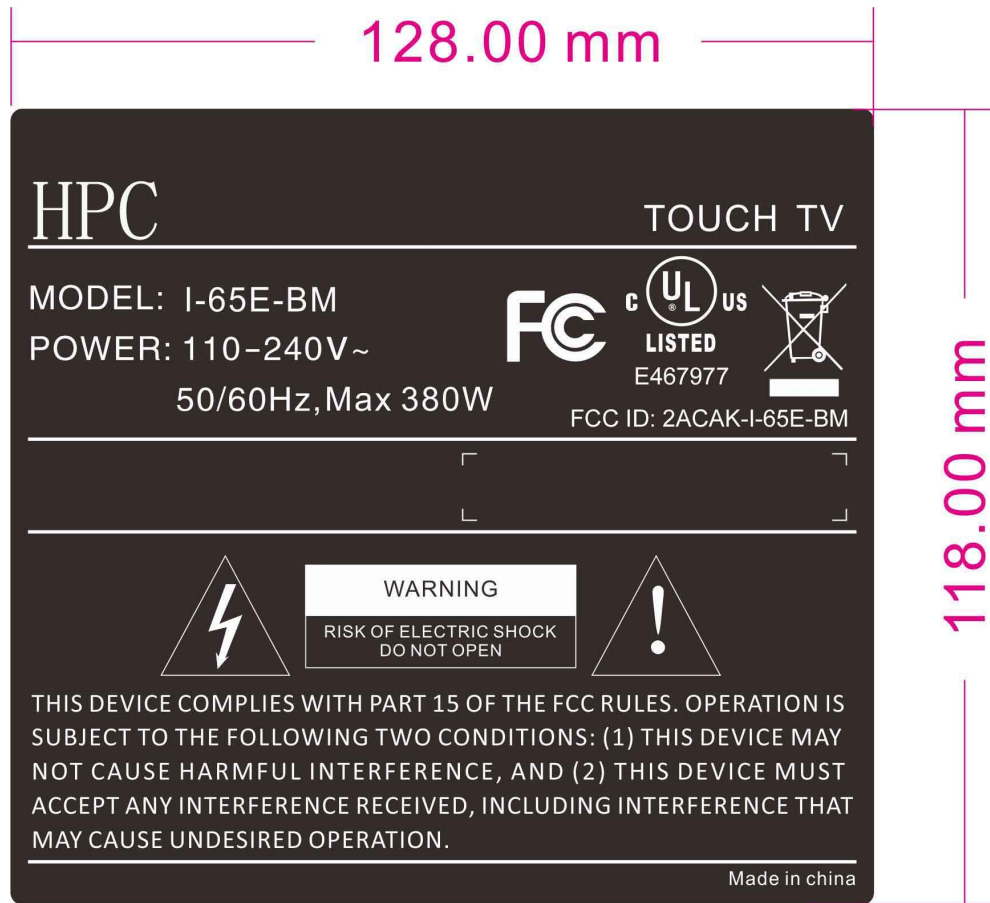 128.00 mm
HPC
TOUCH TV
MODEL: I-65E-BM
POWER: 110-240V~
50/60Hz,Max 380W
FC
C UL ® US
LISTED
E467977
FCC ID: 2ACAK-I-65E-BM
118.00 mm
WARNING
RISK OF ELECTRIC SHOCK
DO NOT OPEN
THIS DEVICE COMPLIES WITH PART 15 OF THE FCC RULES. OPERATION IS
SUBJECT TO THE FOLLOWING TWO CONDITIONS: (1) THIS DEVICE MAY
NOT CAUSE HARMFUL INTERFERENCE, AND (2) THIS DEVICE MUST
ACCEPT ANY INTERFERENCE RECEIVED, INCLUDING INTERFERENCE THAT
MAY CAUSE UNDESIRED OPERATION.
Made in china